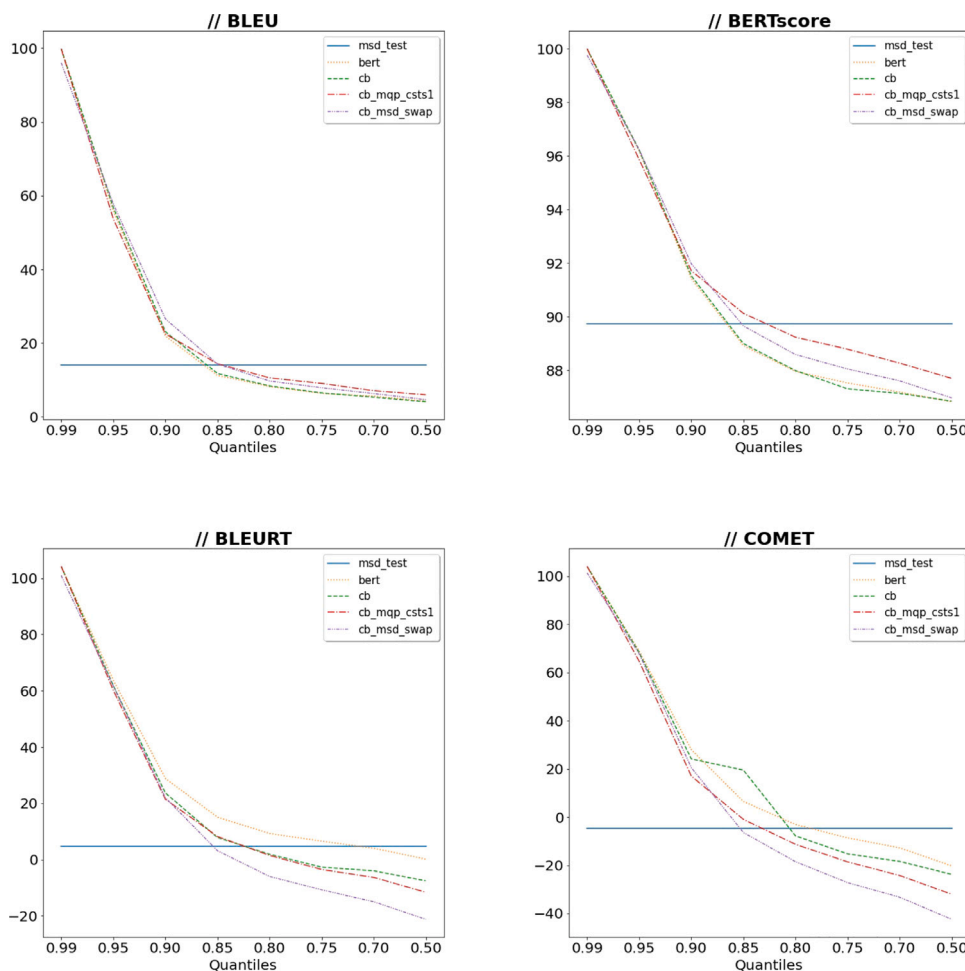 // BLEU
100
80
60
40
20
0
msd_test
bert
cb
cb_mqp_csts1
cb_msd_swap
0.99 0.95 0.90 0.85 0.80 0.75 0.70 0.50
Quantiles
// BERTscore
100
98
96
94
92
90
88
msd_test
bert
cb
cb_mqp_csts1
cb_msd_swap
0.99 0.95 0.90 0.85 0.80 0.75 0.70 0.50
Quantiles
// BLEURT
100
80
60
40
20
0
−20
msd_test
bert
cb
cb_mqp_csts1
cb_msd_swap
0.99 0.95 0.90 0.85 0.80 0.75 0.70 0.50
Quantiles
// COMET
100
80
60
40
20
0
−20
−40
msd_test
bert
cb
cb_mqp_csts1
cb_msd_swap
0.99 0.95 0.90 0.85 0.80 0.75 0.70 0.50
Quantiles